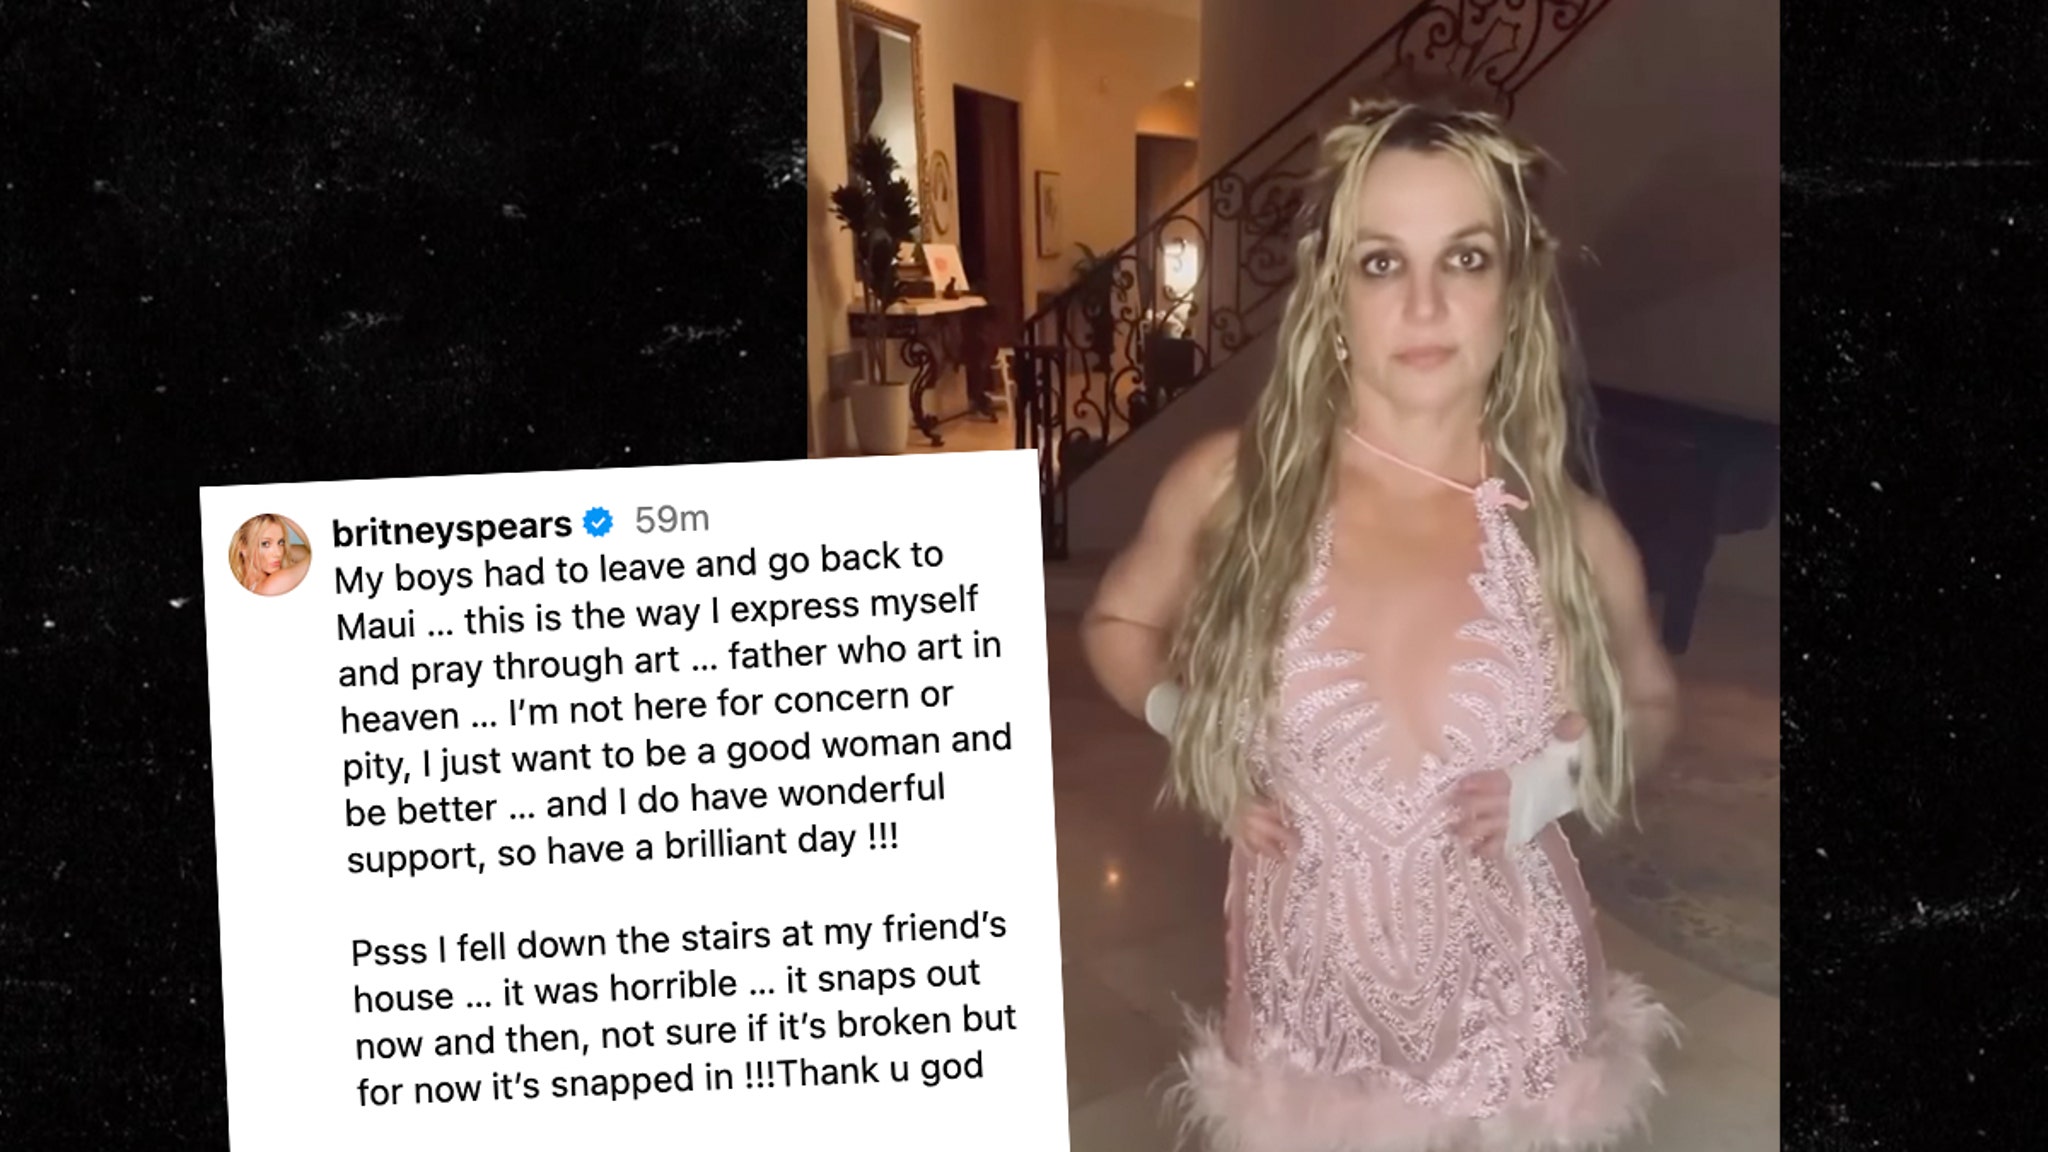 britneyspears 59m
My boys had to leave and go back to
Maui ... this is the way I express myself
and pray through art ... father who art in
heaven ... I'm not here for concern or
pity, I just want to be a good woman and
be better ... and I do have wonderful
support, so have a brilliant day !!!
Psss I fell down the stairs at my friend's
house ... it was horrible ... it snaps out
now and then, not sure if it's broken but
for now it's snapped in !!!Thank u god